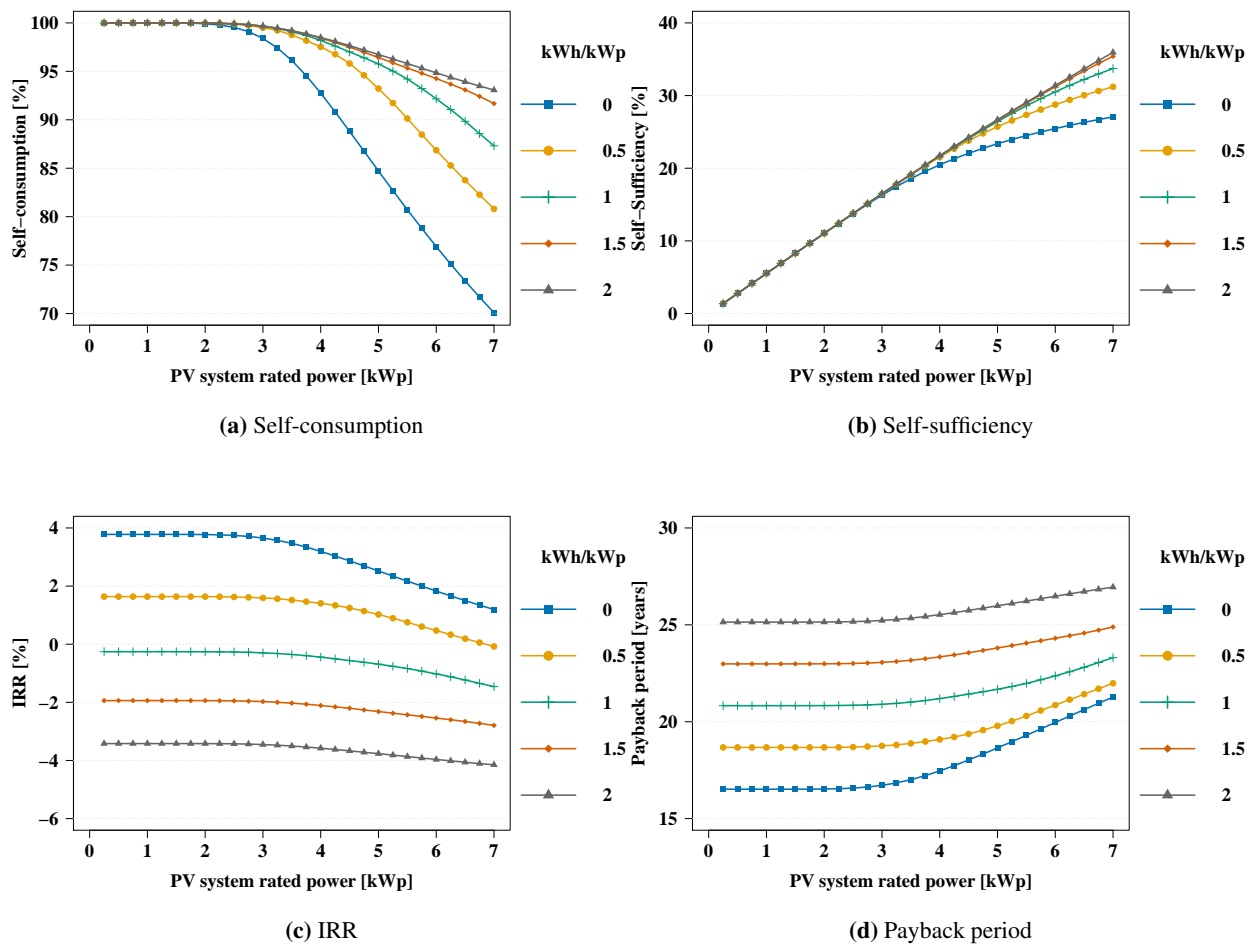 Self−consumption [%]
100
95
90
85
80
75
70
0 1 2 3 4 5 6 7
PV system rated power [kWp]
kWh/kWp
0
0.5
1
1.5
2
(a) Self-consumption
Self−Sufficiency [%]
40
30
20
10
0
0 1 2 3 4 5 6 7
PV system rated power [kWp]
kWh/kWp
0
0.5
1
1.5
2
(b) Self-sufficiency
IRR [%]
4
2
0
−2
−4
−6
0 1 2 3 4 5 6 7
PV system rated power [kWp]
kWh/kWp
0
0.5
1
1.5
2
(c) IRR
Payback period [years]
30
25
20
15
0 1 2 3 4 5 6 7
PV system rated power [kWp]
kWh/kWp
0
0.5
1
1.5
2
(d) Payback period